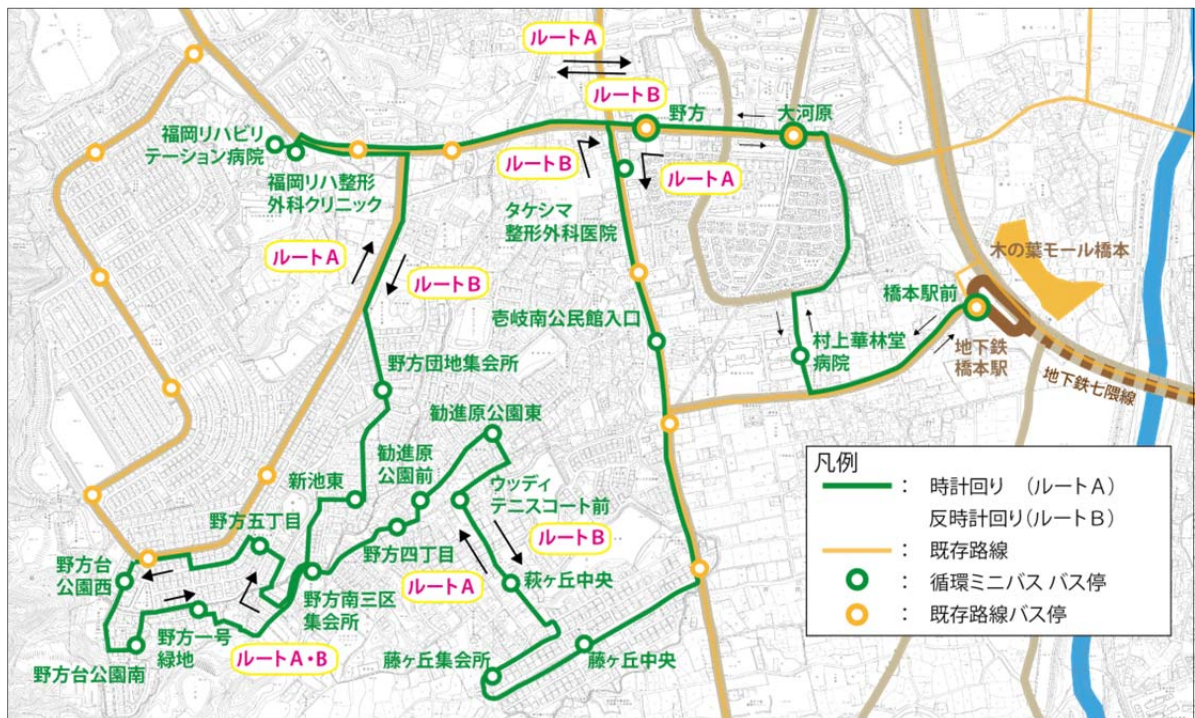 ルートA
ルートB
野方
大河原
福岡リハビリ
テーション病院
福岡リハ整形
外科クリニック
ルートB
ルートA
タケシマ
整形外科医院
ルートA
ルートB
木の葉モール橋本
橋本駅前
壱岐南公民館入口
村上華林堂
病院
地下鉄
橋本駅
地下鉄七隈線
野方団地集会所
勧進原公園東
勧進原
公園前
新池東
ウッディ
テニスコート前
野方五丁目
ルートB
野方四丁目
野方台
公園西
ルートA
萩ヶ丘中央
野方南三区
集会所
野方一号
緑地
ルートA・B
野方台公園南
藤ヶ丘集会所
藤ヶ丘中央
凡例
: 時計回り (ルートA)
反時計回り(ルートB)
: 既存路線
: 循環ミニバス バス停
: 既存路線バス停